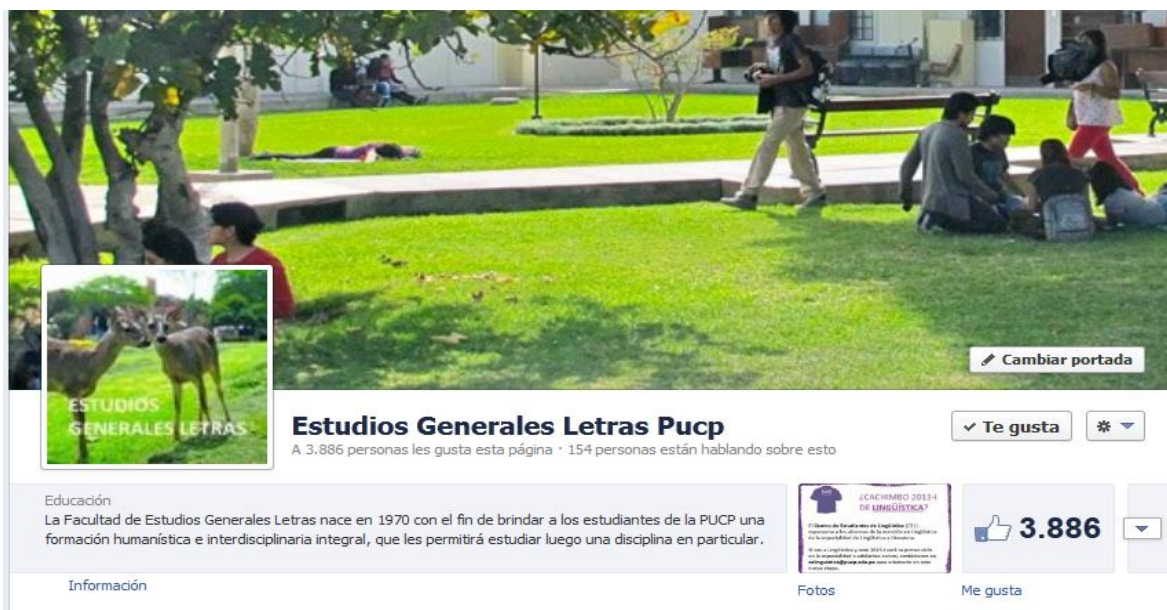 Cambiar portada
ESTUDIOS
GENERALES LETRAS
Estudios Generales Letras Pucp
A 3.886 personas les gusta esta página · 154 personas están hablando sobre esto
Te gusta
Educación
La Facultad de Estudios Generales Letras nace en 1970 con el fin de brindar a los estudiantes de la PUCP una
formación humanística e interdisciplinaria integral, que les permitirá estudiar luego una disciplina en particular.
Información
¿CACHIMBO 2013-I
DE LINGÜÍSTICA?
Fotos
3.886
Me gusta